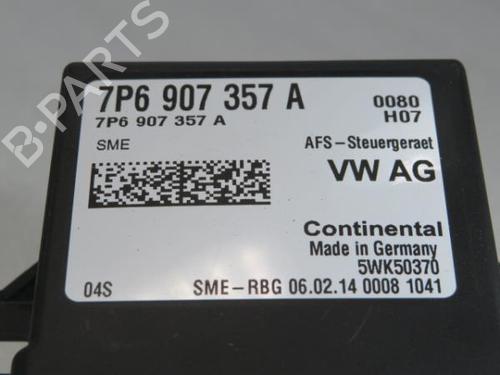 7P6 907 357 A
7P6 907 357 A
0080
H07
SME
AFS-Steuergeraet
VW AG
Continental
Made in Germany
5WK50370
04S
SME-RBG 06.02.14 0008 1041
B-PARTS